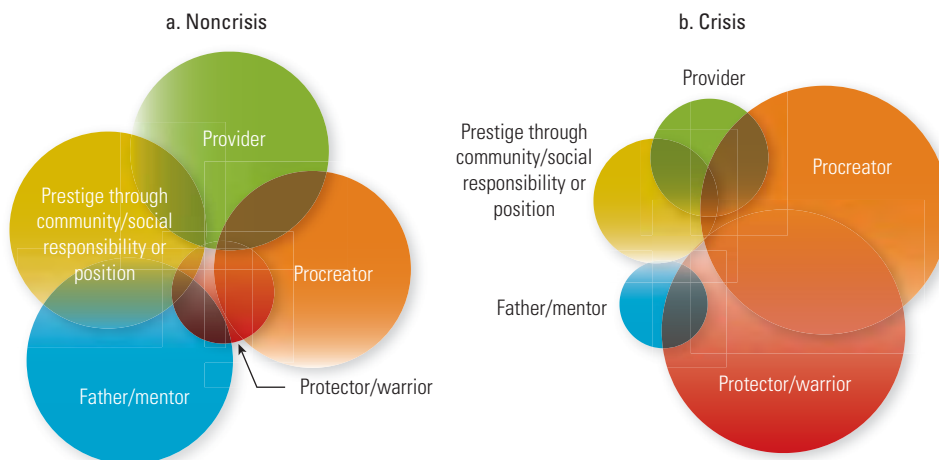 a. Noncrisis
Provider
Prestige through
community/social
responsibility or
position
Procreator
Father/mentor
Protector/warrior
b. Crisis
Provider
Prestige through
community/social
responsibility or
position
Procreator
Father/mentor
Protector/warrior